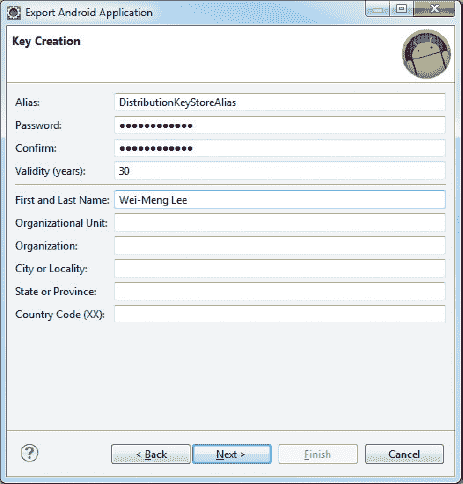 Export Android Application
Key Creation
Alias: DistributionKeyStoreAlias
Password: ●●●●●●●●●●●●
Confirm: ●●●●●●●●●●●●
Validity (years): 30
First and Last Name: Wei-Meng Lee
Organizational Unit:
Organization:
City or Locality:
State or Province:
Country Code (XX):
? < Back Next > Finish Cancel